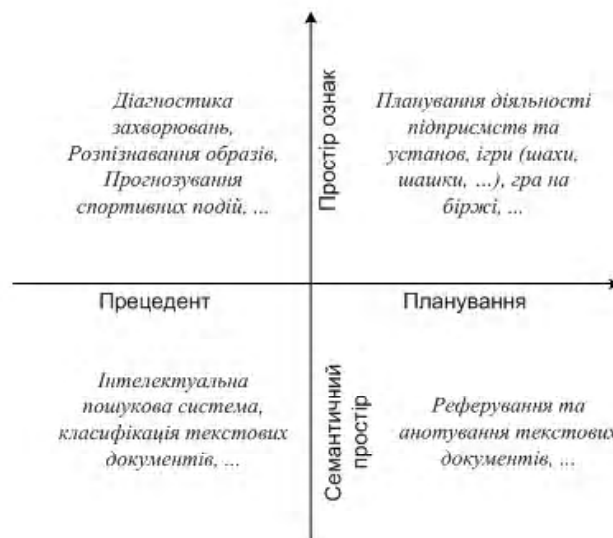 Діагностика
захворювань,
Розпізнавання образів,
Прогнозування
спортивних подій, ...
Простір ознак
Планування діяльності
підприємств та
установ, ігри (шахи,
шашки, ...), гра на
біржі, ...
Прецедент
Планування
Інтелектуальна
пошукова система,
класифікація текстових
документів, ...
Семантичний
простір
Реферування та
анотування текстових
документів, ...